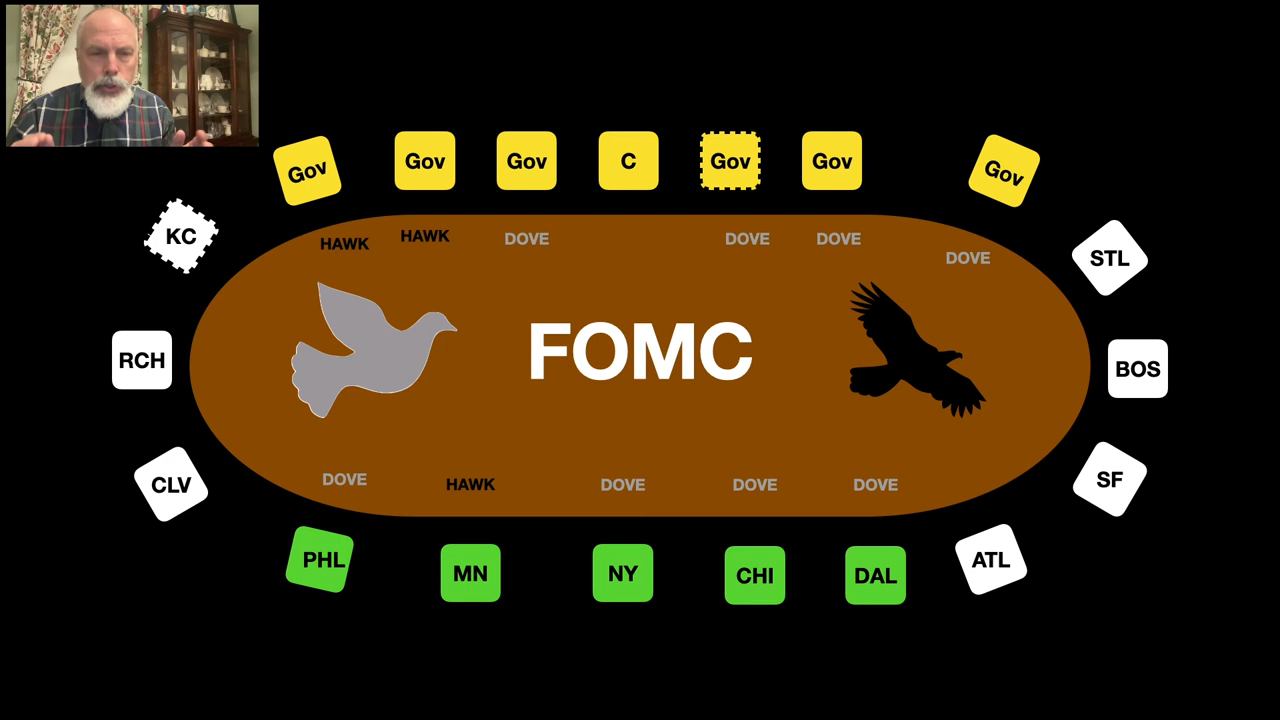 Gov
Gov
Gov
C
Gov
Gov
Gov
KC
HAWK
HAWK
DOVE
DOVE
DOVE
DOVE
STL
RCH
FOMC
BOS
CLV
DOVE
HAWK
DOVE
DOVE
DOVE
SF
PHL
MN
NY
CHI
DAL
ATL